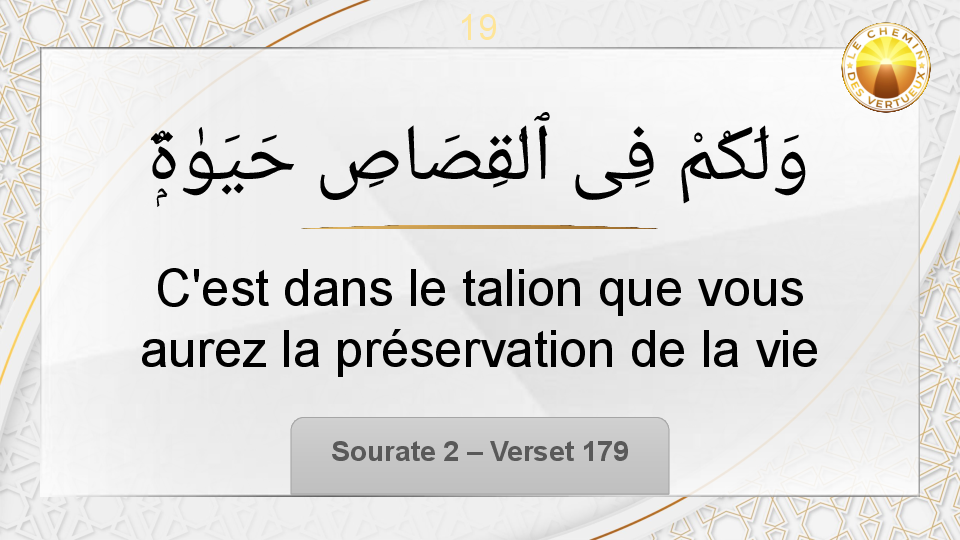 19
LE CHEMIN
DES VERTUEUX
وَلَكُمْ فِى ٱلْقِصَاصِ حَيَوٰةٌۭ
C'est dans le talion que vous
aurez la préservation de la vie
Sourate 2 – Verset 179